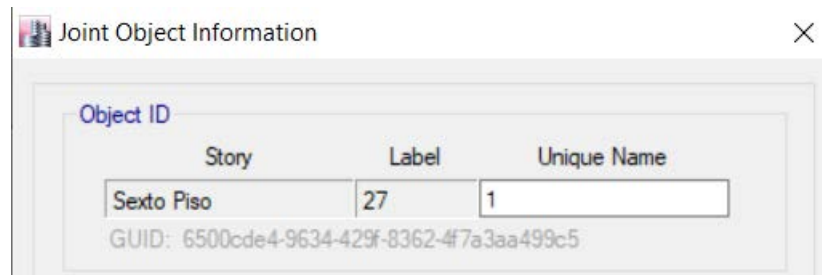 Joint Object Information
Object ID
Story Label Unique Name
Sexto Piso 27 1
GUID: 6500cde4-9634-429f-8362-4f7a3aa499c5